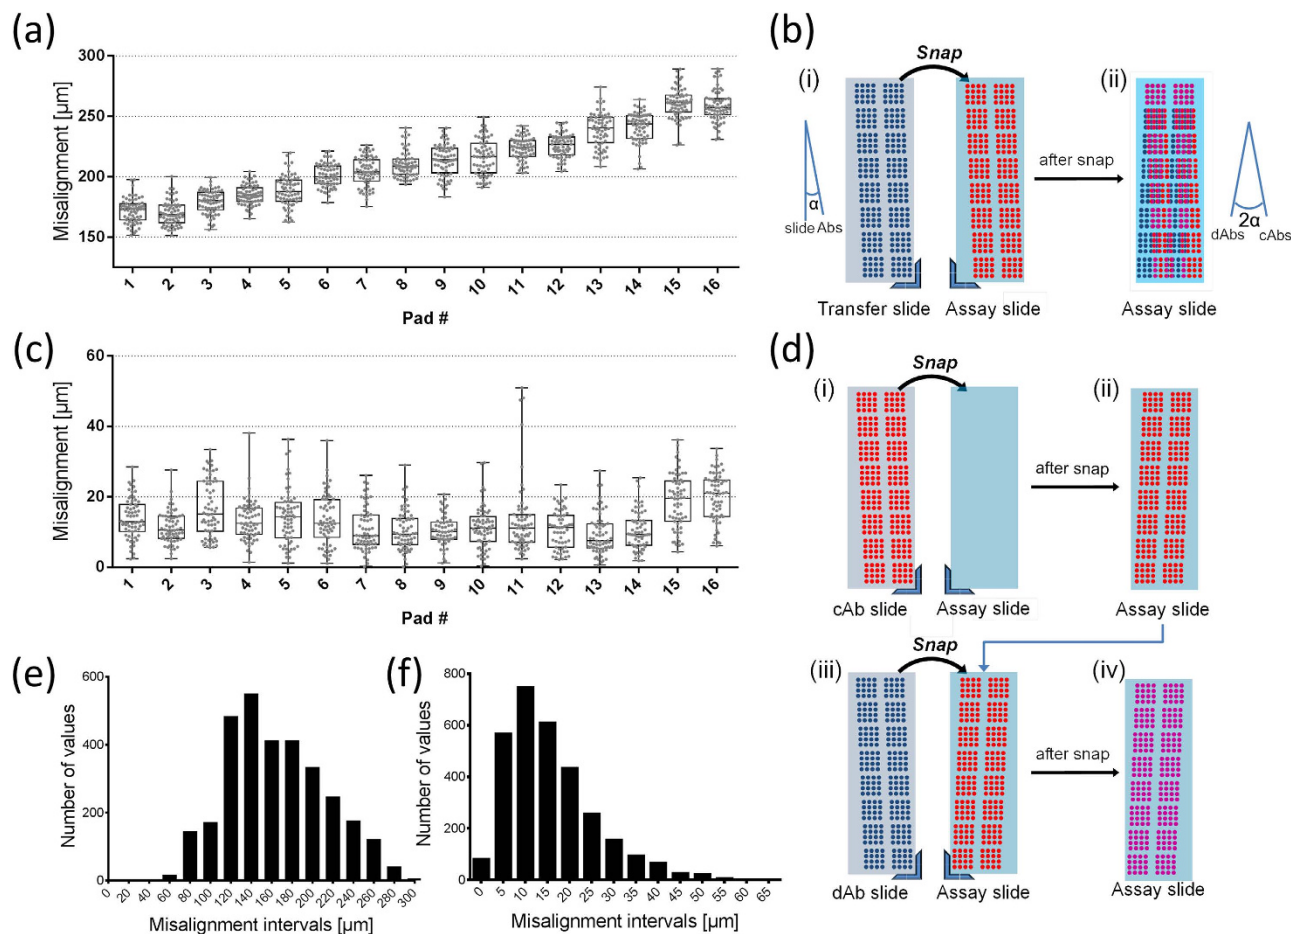 (a)
Misalignment [µm]
300
250
200
150
1 2 3 4 5 6 7 8 9 10 11 12 13 14 15 16
Pad #
(b)
Snap
(i)
(ii)
α
slide Abs
after snap
2α
dAbs cAbs
Transfer slide
Assay slide
Assay slide
(c)
Misalignment [µm]
60
40
20
0
1 2 3 4 5 6 7 8 9 10 11 12 13 14 15 16
Pad #
(d)
Snap
(i)
(ii)
after snap
cAb slide
Assay slide
Assay slide
Snap
(iii)
(iv)
after snap
dAb slide
Assay slide
Assay slide
(e)
Number of values
600
400
200
0
0 20 40 60 80 100 120 140 160 180 200 220 240 260 280 300
Misalignment intervals [µm]
(f)
Number of values
800
600
400
200
0
0 5 10 15 20 25 30 35 40 45 50 55 60 65
Misalignment intervals [µm]